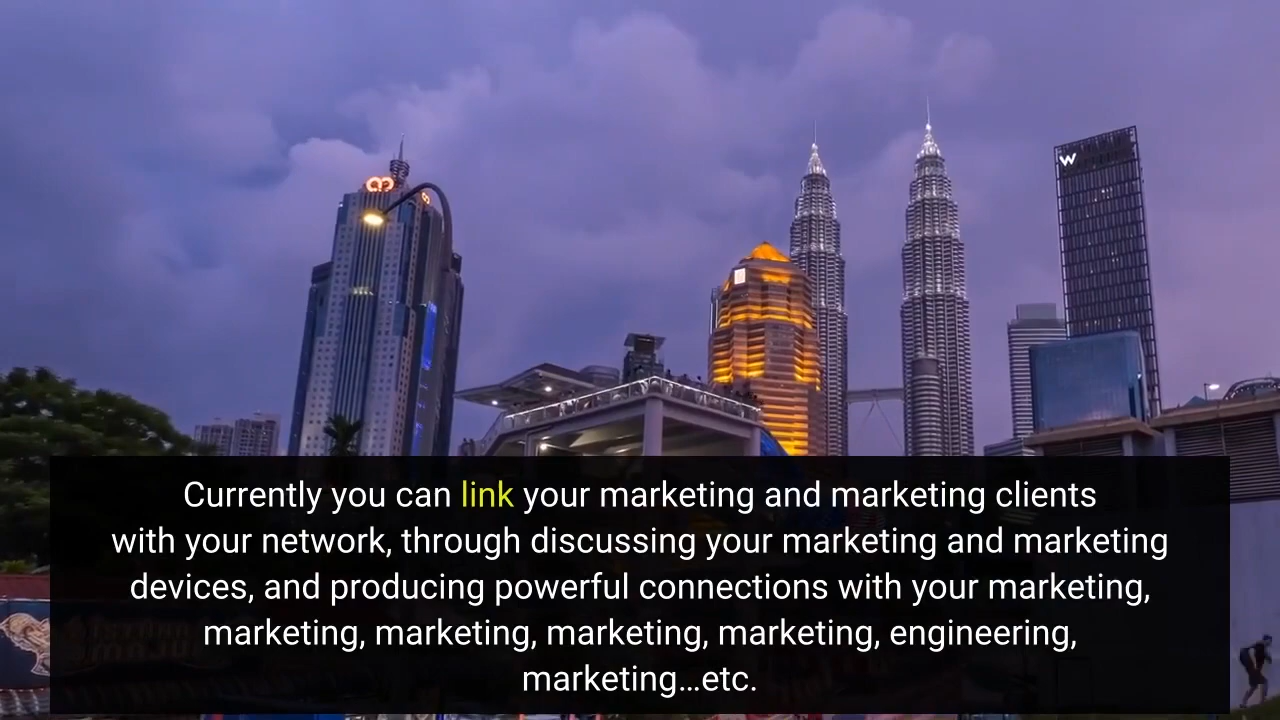 W
Currently you can link your marketing and marketing clients
with your network, through discussing your marketing and marketing
devices, and producing powerful connections with your marketing,
marketing, marketing, marketing, marketing, engineering,
marketing…etc.